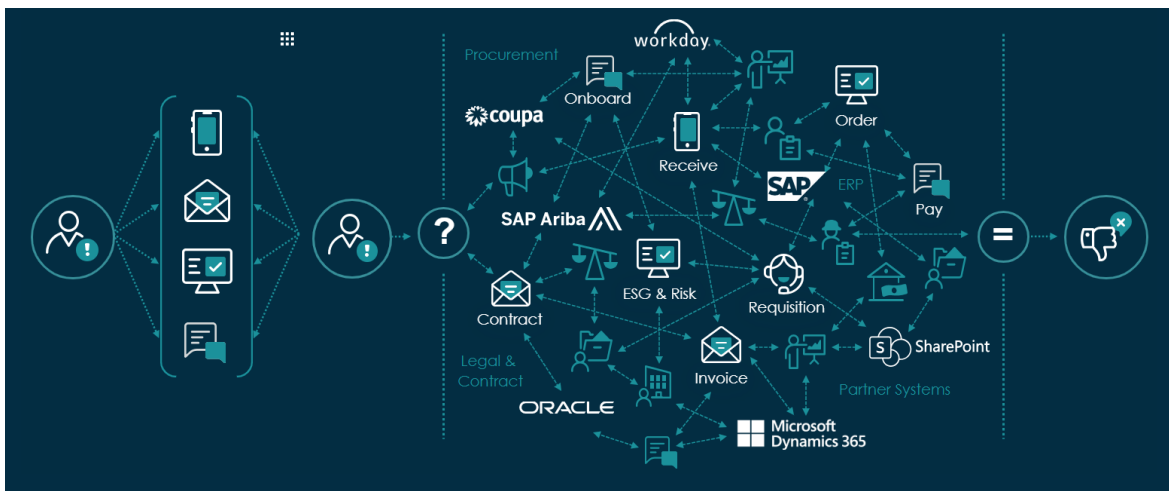 workday.
Procurement
Onboard
coupa
Order
Receive
SAP
ERP
Pay
?
SAP Ariba
=
ESG & Risk
Requisition
Contract
S SharePoint
Legal &
Contract
Invoice
Partner Systems
ORACLE
Microsoft
Dynamics 365